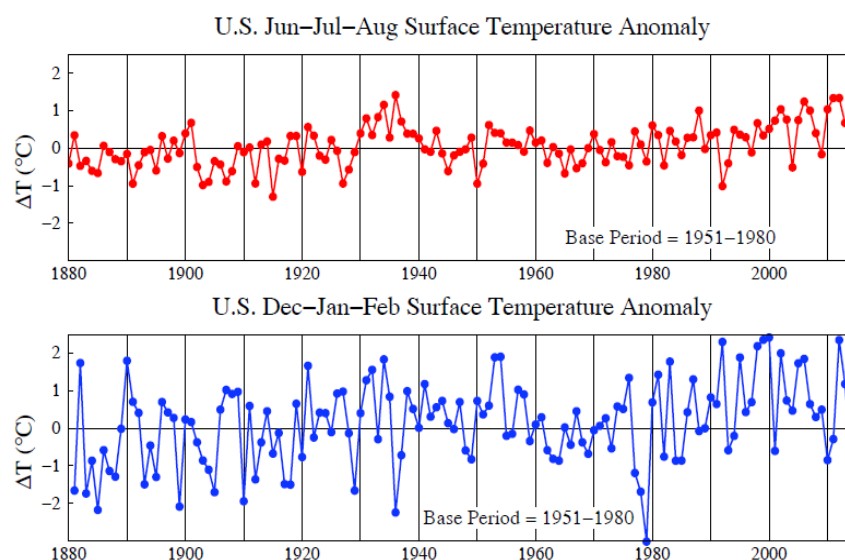 U.S. Jun−Jul−Aug Surface Temperature Anomaly
2
1
0
−1
−2
ΔT (°C)
Base Period = 1951−1980
1880 1900 1920 1940 1960 1980 2000
U.S. Dec−Jan−Feb Surface Temperature Anomaly
2
1
0
−1
−2
ΔT (°C)
Base Period = 1951−1980
1880 1900 1920 1940 1960 1980 2000